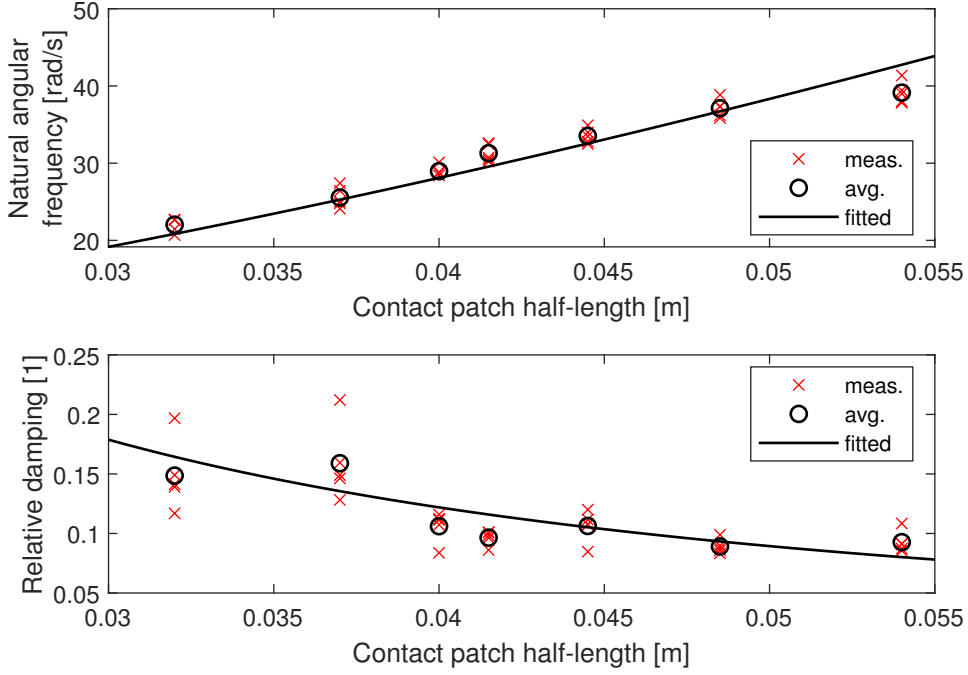 Natural angular
frequency [rad/s]
50
40
30
20
0.03 0.035 0.04 0.045 0.05 0.055
Contact patch half-length [m]
meas.
avg.
fitted
Relative damping [1]
0.25
0.2
0.15
0.1
0.05
0.03 0.035 0.04 0.045 0.05 0.055
Contact patch half-length [m]
meas.
avg.
fitted